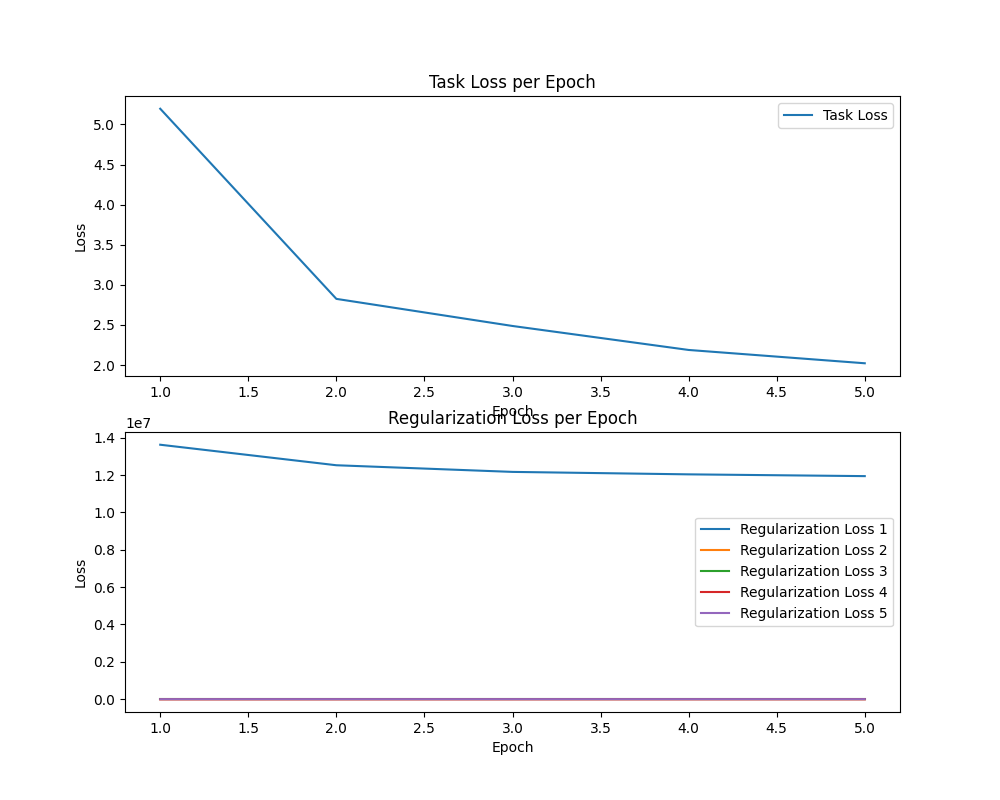 Task Loss per Epoch
Task Loss
5.0
4.5
4.0
3.5
3.0
2.5
2.0
Loss
1.0 1.5 2.0 2.5 3.0 3.5 4.0 4.5 5.0
Epoch
Regularization Loss per Epoch
1e7
1.4
1.2
1.0
0.8
0.6
0.4
0.2
0.0
Loss
Regularization Loss 1
Regularization Loss 2
Regularization Loss 3
Regularization Loss 4
Regularization Loss 5
1.0 1.5 2.0 2.5 3.0 3.5 4.0 4.5 5.0
Epoch